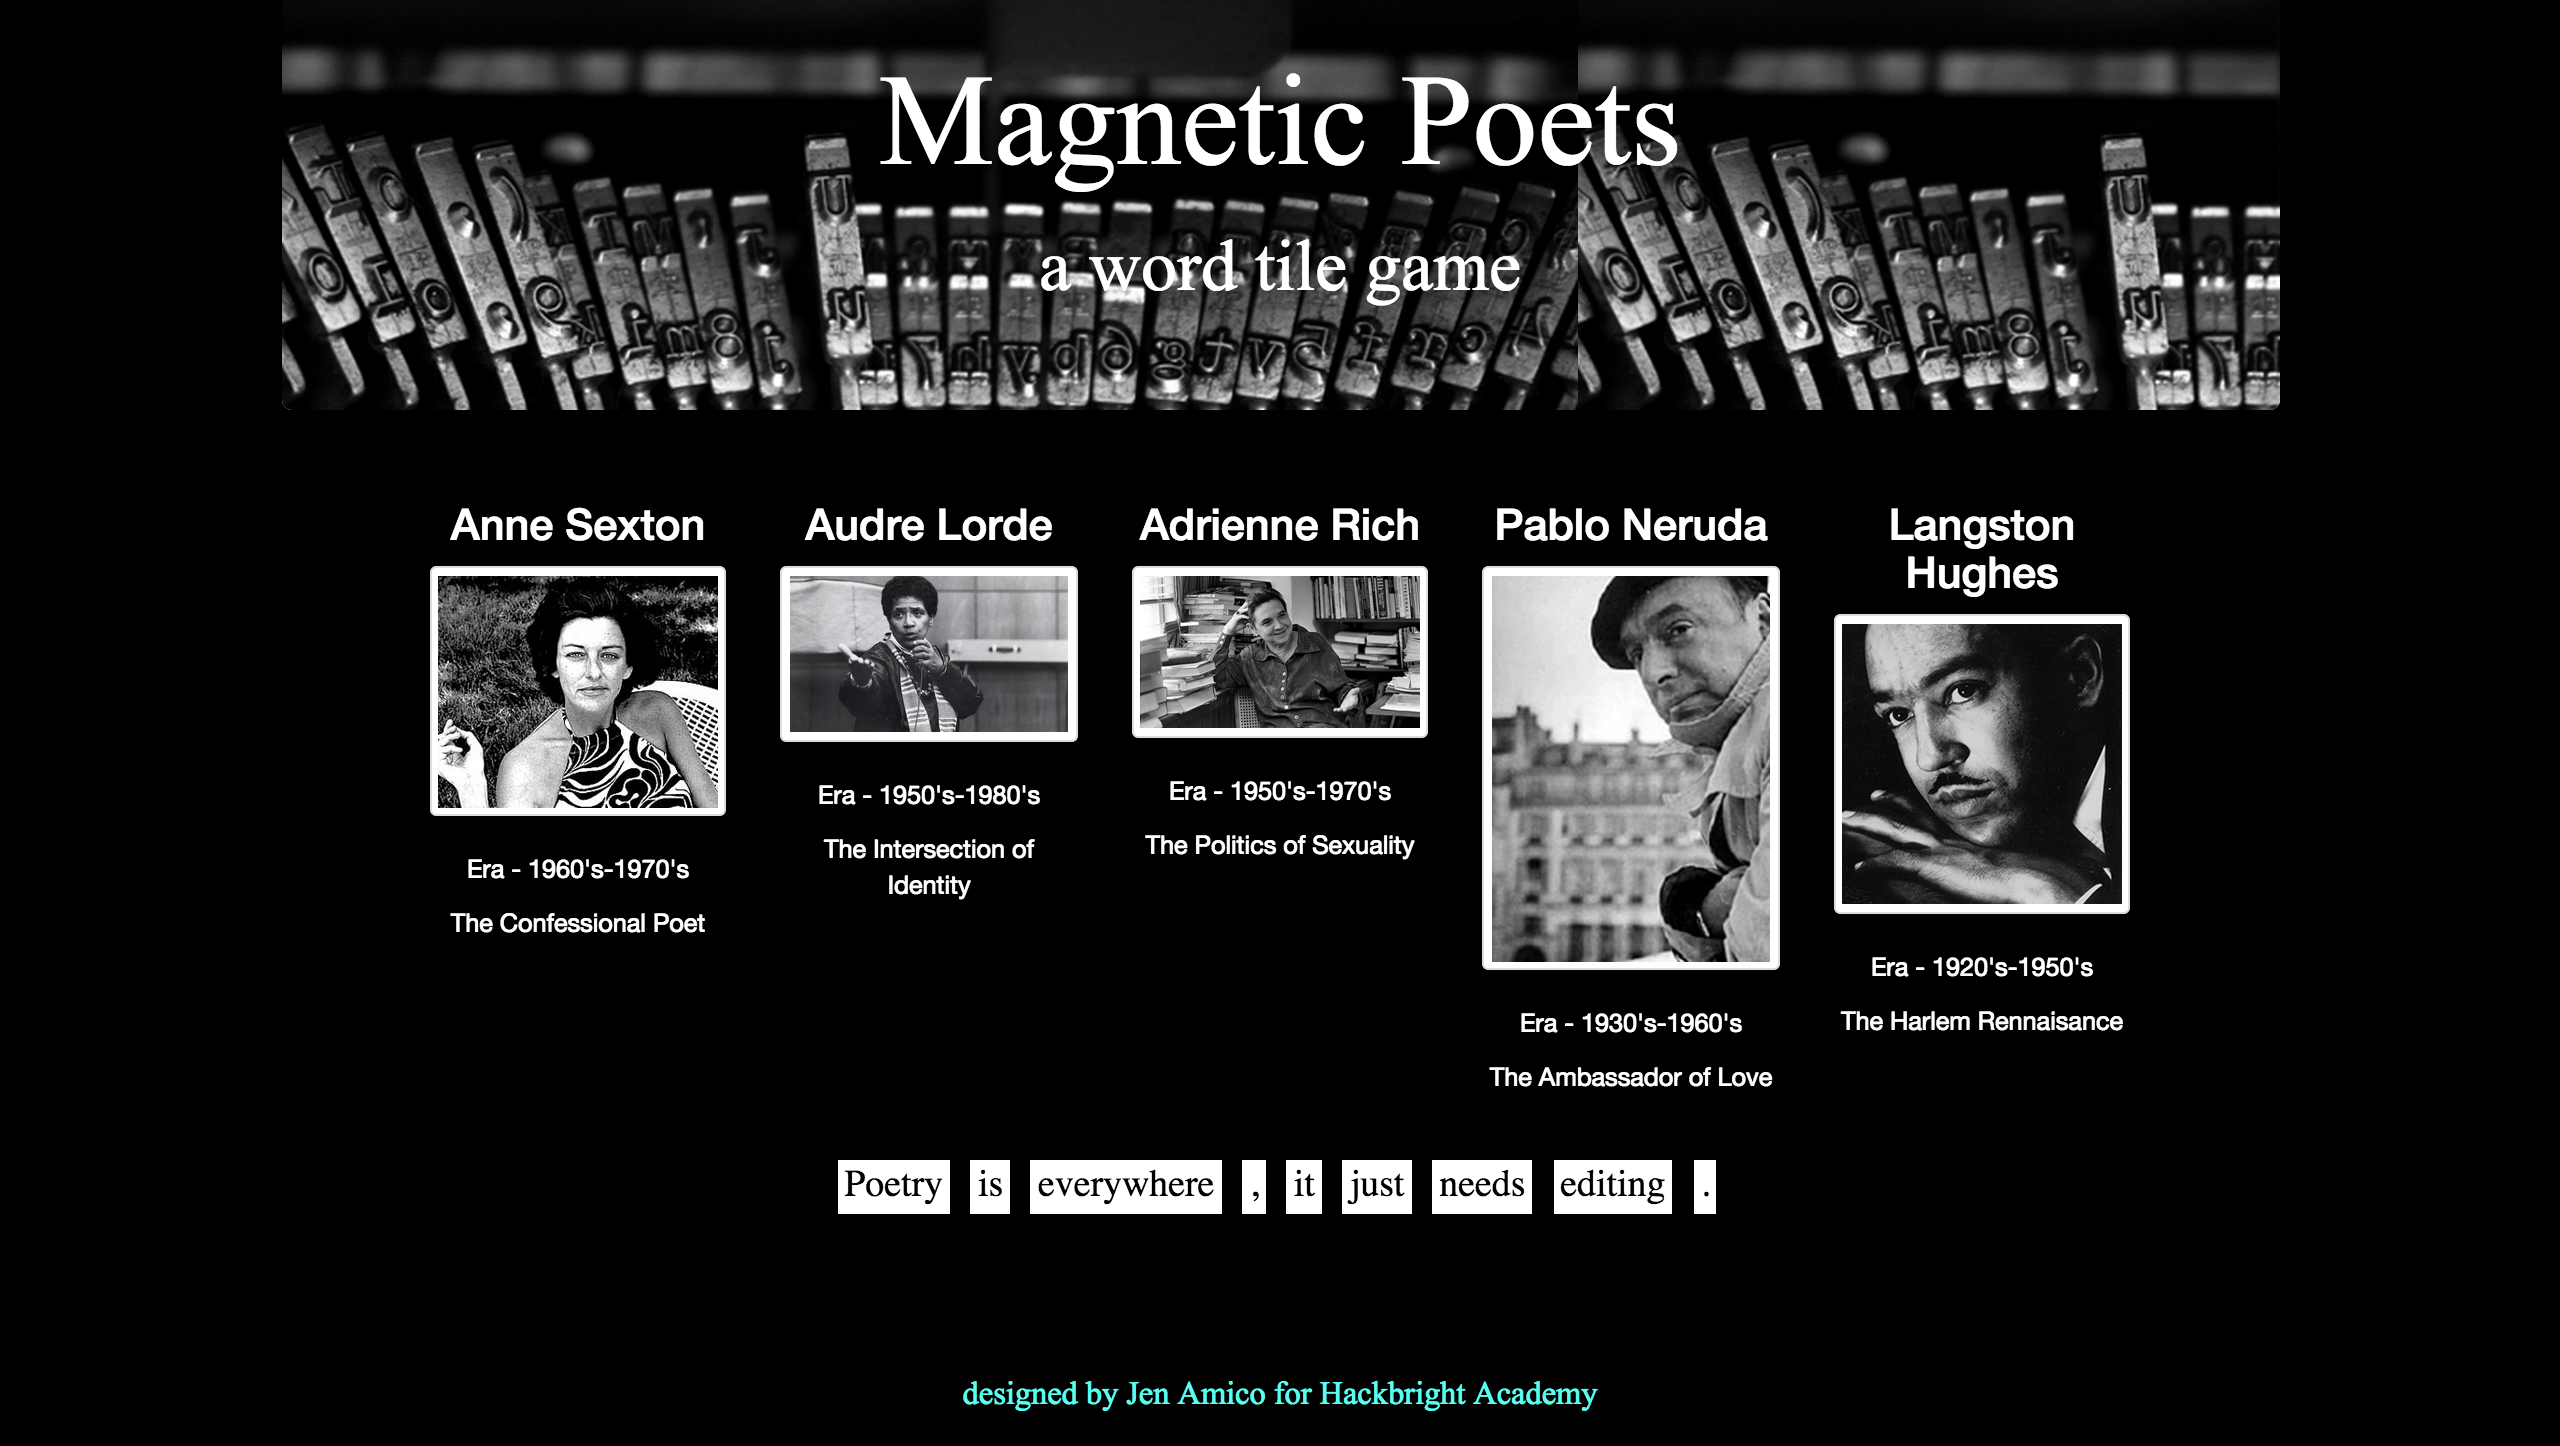 Magnetic Poets
a word tile game
Anne Sexton
Era - 1960's-1970's
The Confessional Poet
Audre Lorde
Era - 1950's-1980's
The Intersection of
Identity
Adrienne Rich
Era - 1950's-1970's
The Politics of Sexuality
Pablo Neruda
Era - 1930's-1960's
The Ambassador of Love
Langston
Hughes
Era - 1920's-1950's
The Harlem Rennaisance
Poetry is everywhere , it just needs editing .
designed by Jen Amico for Hackbright Academy